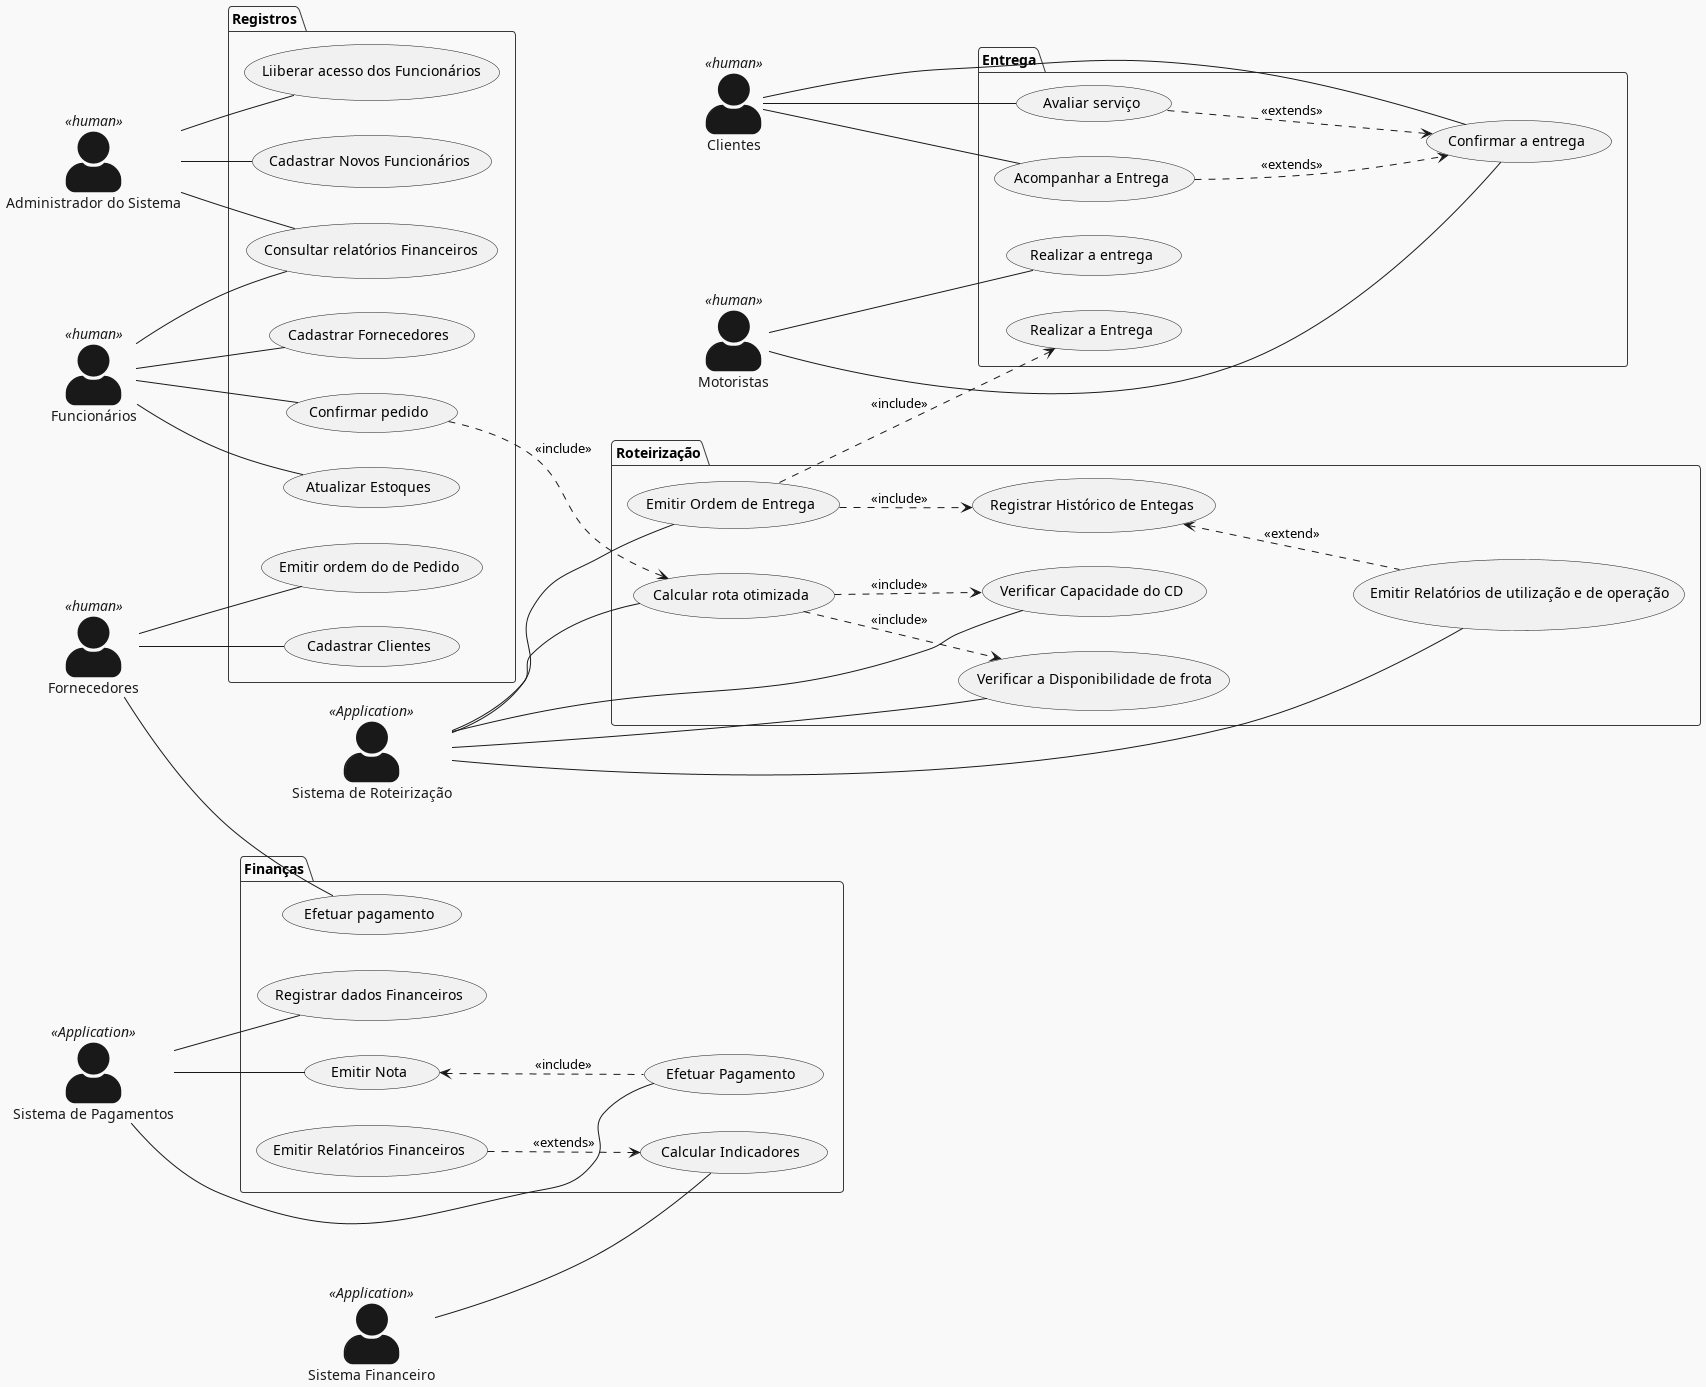 Registros
Liiberar acesso dos Funcionários
Cadastrar Novos Funcionários
Consultar relatórios Financeiros
Cadastrar Fornecedores
Confirmar pedido
Atualizar Estoques
Emitir ordem do de Pedido
Cadastrar Clientes
«human»
Administrador do Sistema
«human»
Funcionários
«human»
Fornecedores
«human»
Clientes
«human»
Motoristas
Entrega
Avaliar serviço
Acompanhar a Entrega
Realizar a entrega
Realizar a Entrega
Confirmar a entrega
«extends»
«extends»
«include»
«include»
Roteirização
Emitir Ordem de Entrega
Calcular rota otimizada
«include»
«include»
«include»
Registrar Histórico de Entegas
Verificar Capacidade do CD
Verificar a Disponibilidade de frota
«extend»
Emitir Relatórios de utilização e de operação
«Application»
Sistema de Roteirização
Finanças
Efetuar pagamento
Registrar dados Financeiros
Emitir Nota
Emitir Relatórios Financeiros
«include»
«extends»
Efetuar Pagamento
Calcular Indicadores
«Application»
Sistema de Pagamentos
«Application»
Sistema Financeiro